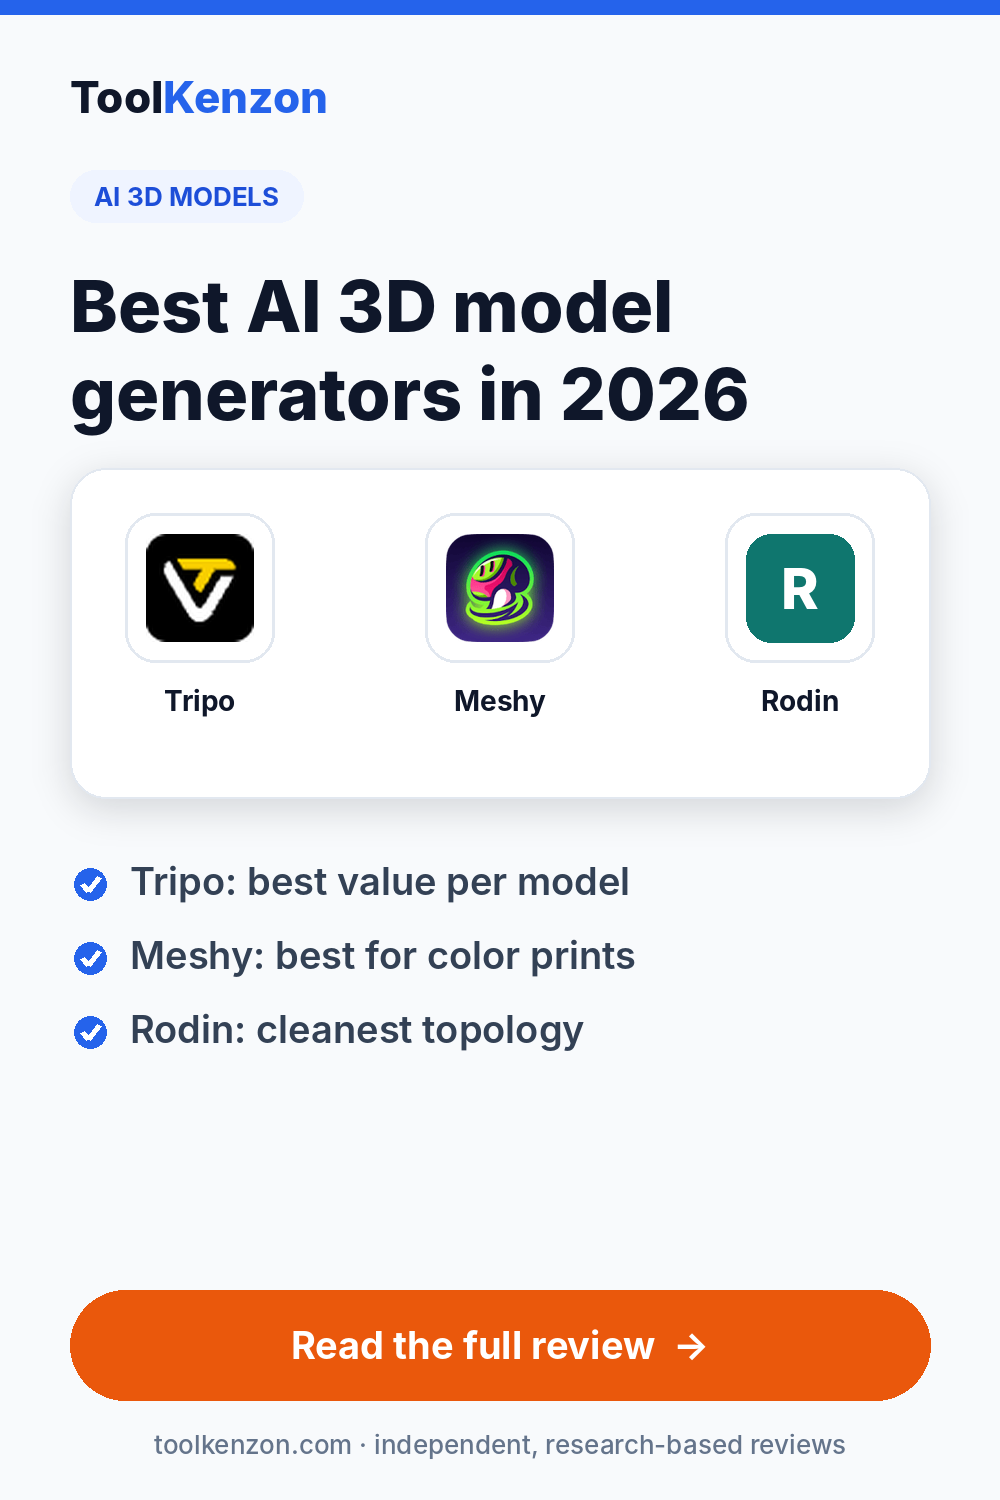 ToolKenzon
AI 3D MODELS
Best AI 3D model
generators in 2026
R
Tripo
Meshy
Rodin
Tripo: best value per model
Meshy: best for color prints
Rodin: cleanest topology
Read the full review →
toolkenzon.com · independent, research-based reviews